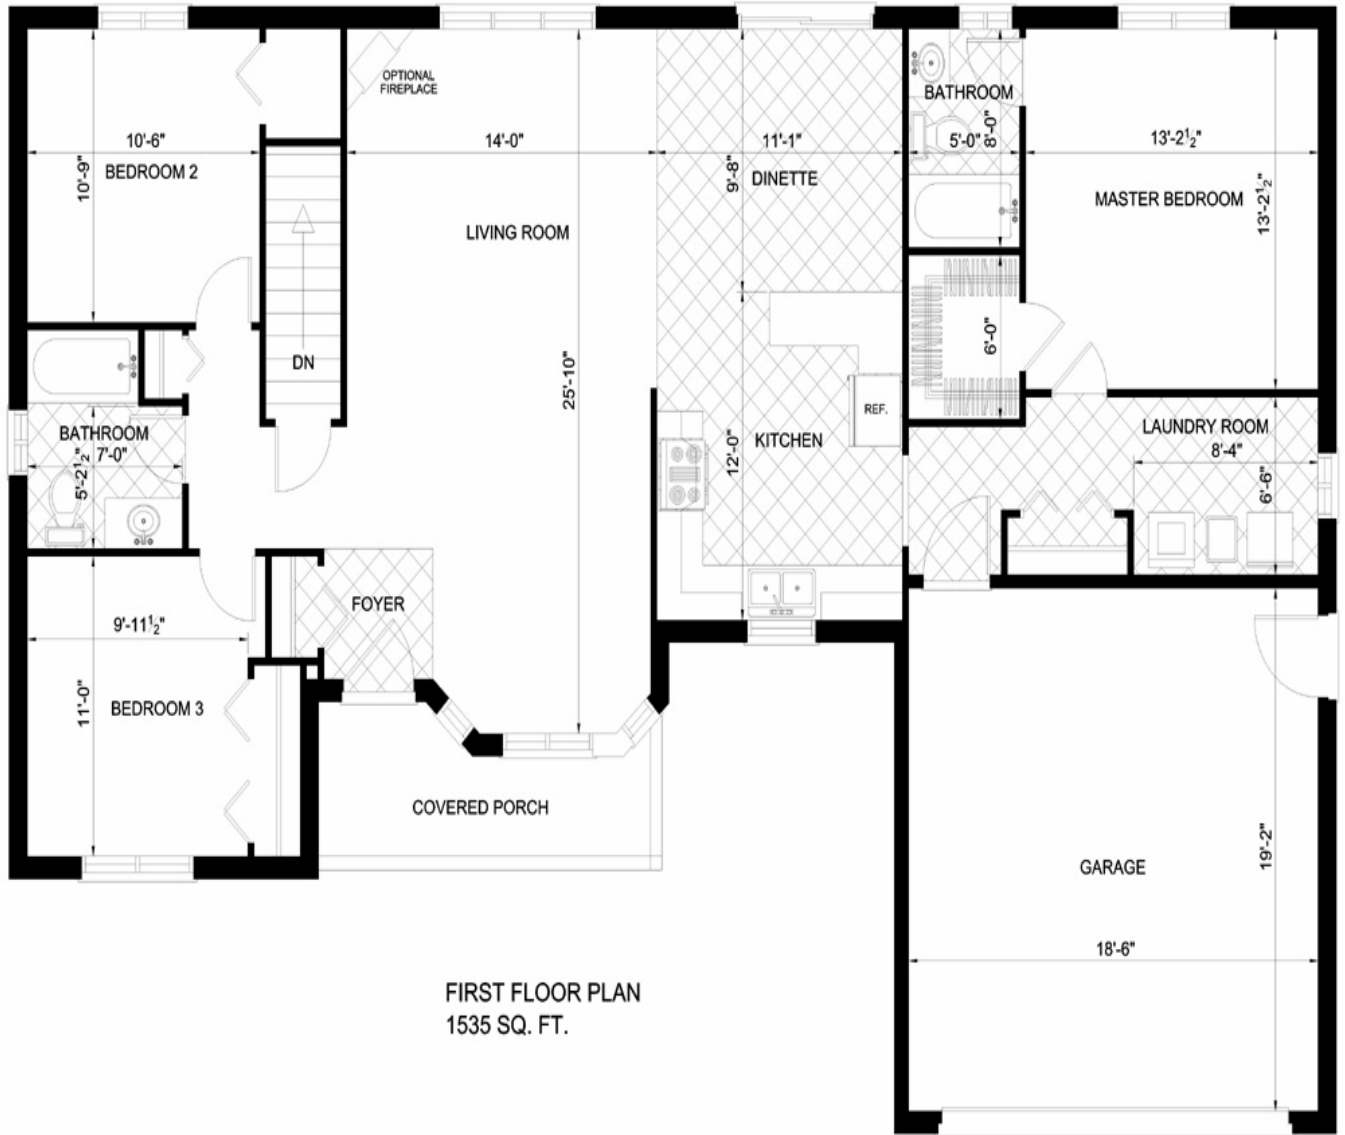 OPTIONAL
FIREPLACE
BATHROOM
10'-6"
10'-9"
BEDROOM 2
14'-0"
11'-1"
9'-8"
DINETTE
5'-0"
8'-0"
13'-2½"
13'-2½"
MASTER BEDROOM
LIVING ROOM
DN
25'-10"
6'-0"
REF.
KITCHEN
12'-0"
BATHROOM
7'-0"
5'-2½"
LAUNDRY ROOM
8'-4"
6'-6"
FOYER
9'-11½"
11'-0"
BEDROOM 3
COVERED PORCH
GARAGE
19'-2"
18'-6"
FIRST FLOOR PLAN
1535 SQ. FT.